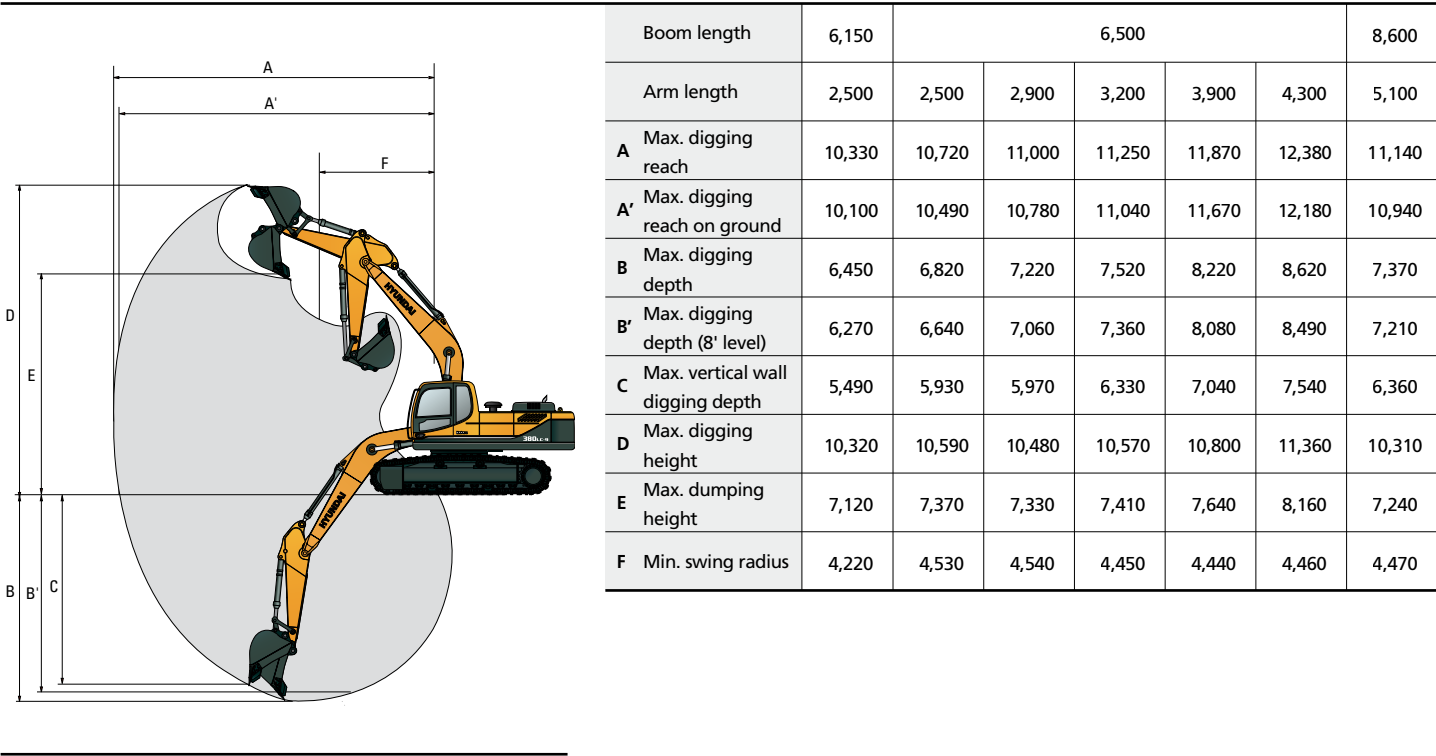 A
A'
F
D
E
B
B'
C
HYUNDAI
HYUNDAI
380LC-9
Boom length 6,150 6,500 8,600
Arm length 2,500 2,500 2,900 3,200 3,900 4,300 5,100
A Max. digging
reach 10,330 10,720 11,000 11,250 11,870 12,380 11,140
A’ Max. digging
reach on ground 10,100 10,490 10,780 11,040 11,670 12,180 10,940
B Max. digging
depth 6,450 6,820 7,220 7,520 8,220 8,620 7,370
B’ Max. digging
depth (8' level) 6,270 6,640 7,060 7,360 8,080 8,490 7,210
C Max. vertical wall
digging depth 5,490 5,930 5,970 6,330 7,040 7,540 6,360
D Max. digging
height 10,320 10,590 10,480 10,570 10,800 11,360 10,310
E Max. dumping
height 7,120 7,370 7,330 7,410 7,640 8,160 7,240
F Min. swing radius 4,220 4,530 4,540 4,450 4,440 4,460 4,470